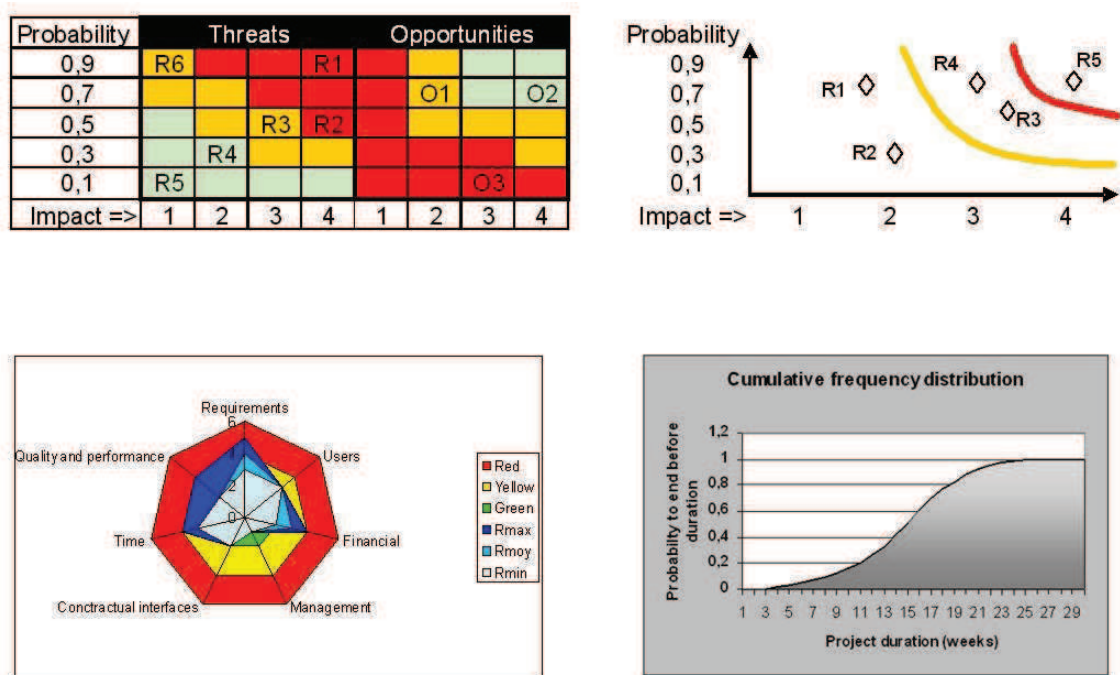 Probability Threats Opportunities
0,9 R6 R1
0,7 O1 O2
0,5 R3 R2
0,3 R4
0,1 R5 O3
Impact => 1 2 3 4 1 2 3 4
Probability
0,9
0,7
0,5
0,3
0,1
Impact => 1 2 3 4
R1
R2
R4
R3
R5
Requirements
Users
Financial
Management
Conctractual interfaces
Time
Quality and performance
6
2
0
Red
Yellow
Green
Rmax
Rmoy
Rmin
Cumulative frequency distribution
Probabilty to end before
duration
1,2
1
0,8
0,6
0,4
0,2
0
1 3 5 7 9 11 13 15 17 19 21 23 25 27 29
Project duration (weeks)